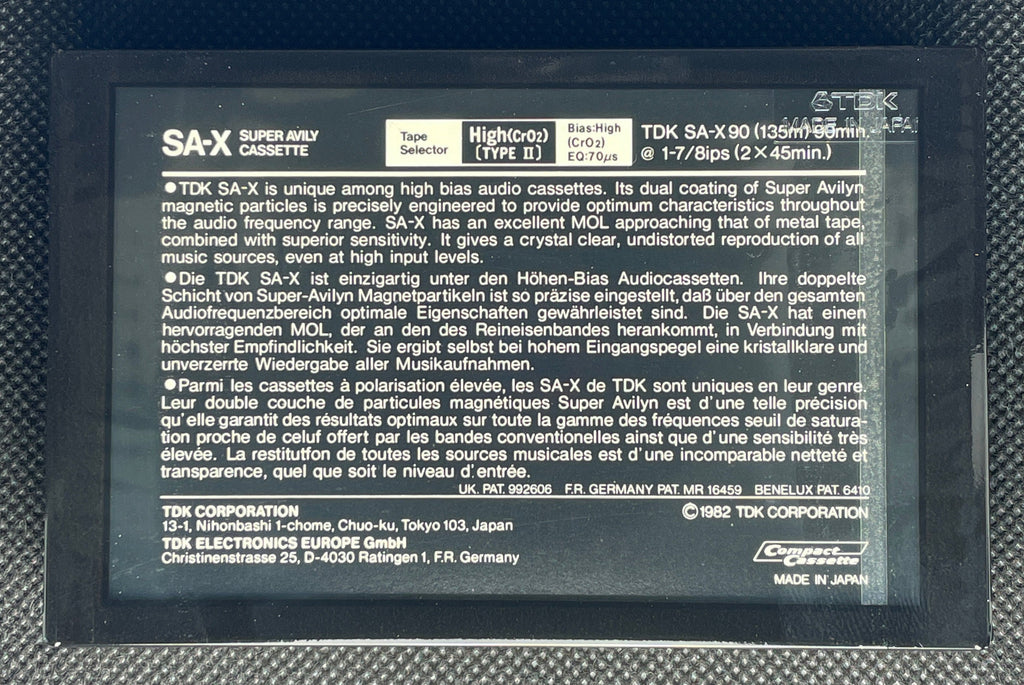 TDK
MADE IN JAPAN
SA-X SUPER AVILY
CASSETTE
Tape
Selector
High(CrO2)
(TYPE II)
Bias:High
(CrO2)
EQ:70µs
TDK SA-X90 (135m) 90min.
@ 1-7/8ips (2×45min.)
●TDK SA-X is unique among high bias audio cassettes. Its dual coating of Super Avilyn
magnetic particles is precisely engineered to provide optimum characteristics throughout
the audio frequency range. SA-X has an excellent MOL approaching that of metal tape,
combined with superior sensitivity. It gives a crystal clear, undistorted reproduction of all
music sources, even at high input levels.
●Die TDK SA-X ist einzigartig unter den Höhen-Bias Audiocassetten. Ihre doppelte
Schicht von Super-Avilyn Magnetpartikeln ist so präzise eingestellt, daß über den gesamten
Audiofrequenzbereich optimale Eigenschaften gewährleistet sind. Die SA-X hat einen
hervorragenden MOL, der an den des Reineisenbandes herankommt, in Verbindung mit
höchster Empfindlichkeit. Sie ergibt selbst bei hohem Eingangspegel eine kristallklare und
unverzerrte Wiedergabe aller Musikaufnahmen.
●Parmi les cassettes à polarisation élevée, les SA-X de TDK sont uniques en leur genre.
Leur double couche de particules magnétiques Super Avilyn est d'une telle précision
qu'elle garantit des résultats optimaux sur toute la gamme des fréquences seuil de satura-
tion proche de celuf offert par les bandes conventionelles ainst que d'une sensibilité très
élevée. La restitutfon de toutes les sources musicales est d'une incomparable netteté et
transparence, quel que soit le niveau d'entrée.
UK. PAT. 992606 F.R. GERMANY PAT. MR 16459 BENELUX PAT. 6410
TDK CORPORATION
13-1, Nihonbashi 1-chome, Chuo-ku, Tokyo 103, Japan
TDK ELECTRONICS EUROPE GmbH
Christinenstrasse 25, D-4030 Ratingen 1, F.R. Germany
©1982 TDK CORPORATION
Compact
Cassette
MADE IN JAPAN